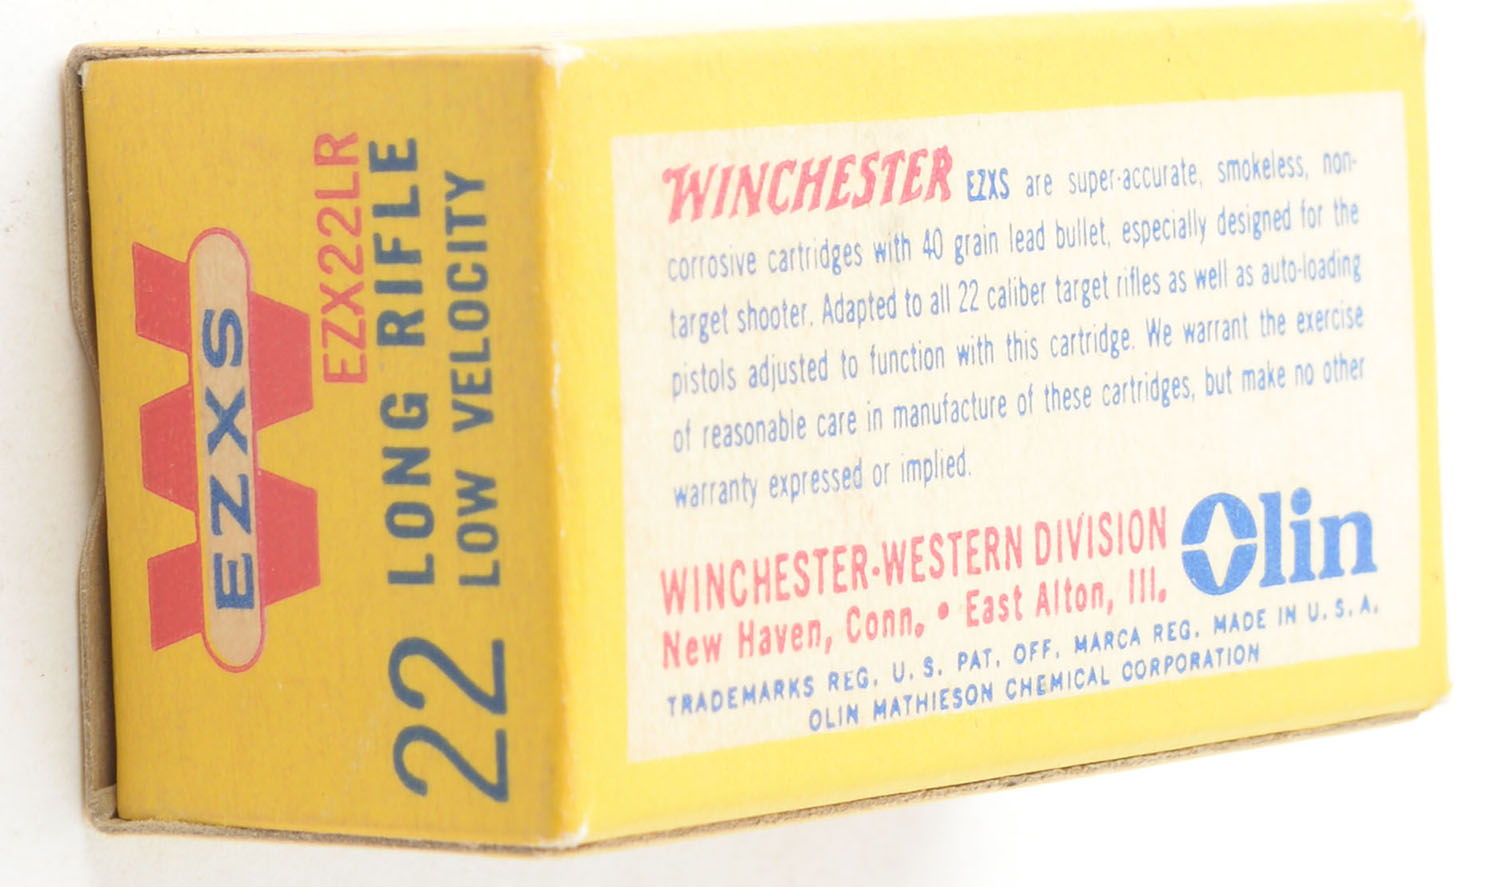 EZXS
EZX22LR
22 LONG RIFLE
LOW VELOCITY
WINCHESTER EZXS are super-accurate, smokeless, non-
corrosive cartridges with 40 grain lead bullet, especially designed for the
target shooter. Adapted to all 22 caliber target rifles as well as auto-loading
pistols adjusted to function with this cartridge. We warrant the exercise
of reasonable care in manufacture of these cartridges, but make no other
warranty expressed or implied.
WINCHESTER-WESTERN DIVISION
New Haven, Conn. • East Alton, Ill.
Olin
TRADEMARKS REG. U. S. PAT. OFF. MARCA REG. MADE IN U. S. A.
OLIN MATHIESON CHEMICAL CORPORATION